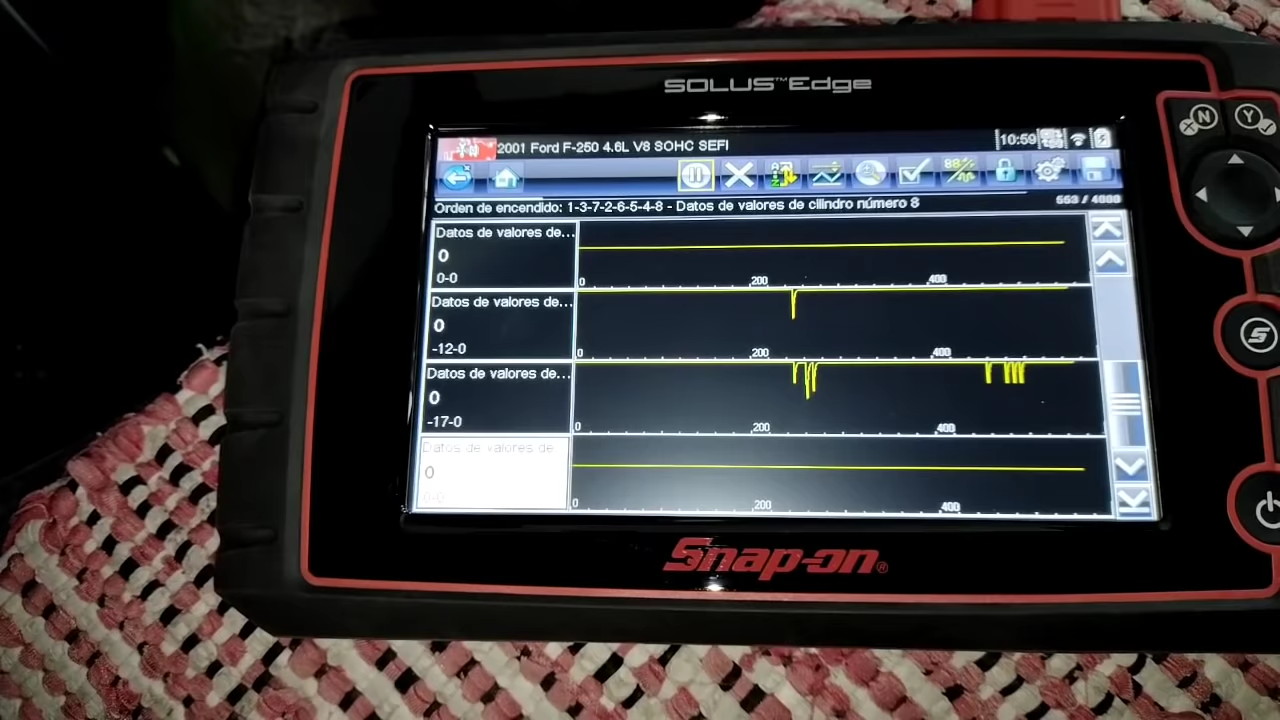 SOLUS™Edge
2001 Ford F-250 4.6L V8 SOHC SEFI
10:59
Orden de encendido: 1-3-7-2-6-5-4-8 - Datos de valores de cilindro número 8
553 / 4000
Datos de valores de...
0
0-0
0 200 400
Datos de valores de...
0
-12-0
0 200 400
Datos de valores de...
0
-17-0
0 200 400
Datos de valores de...
0
0-0
0 200 400
Snap-on®
N
Y
S